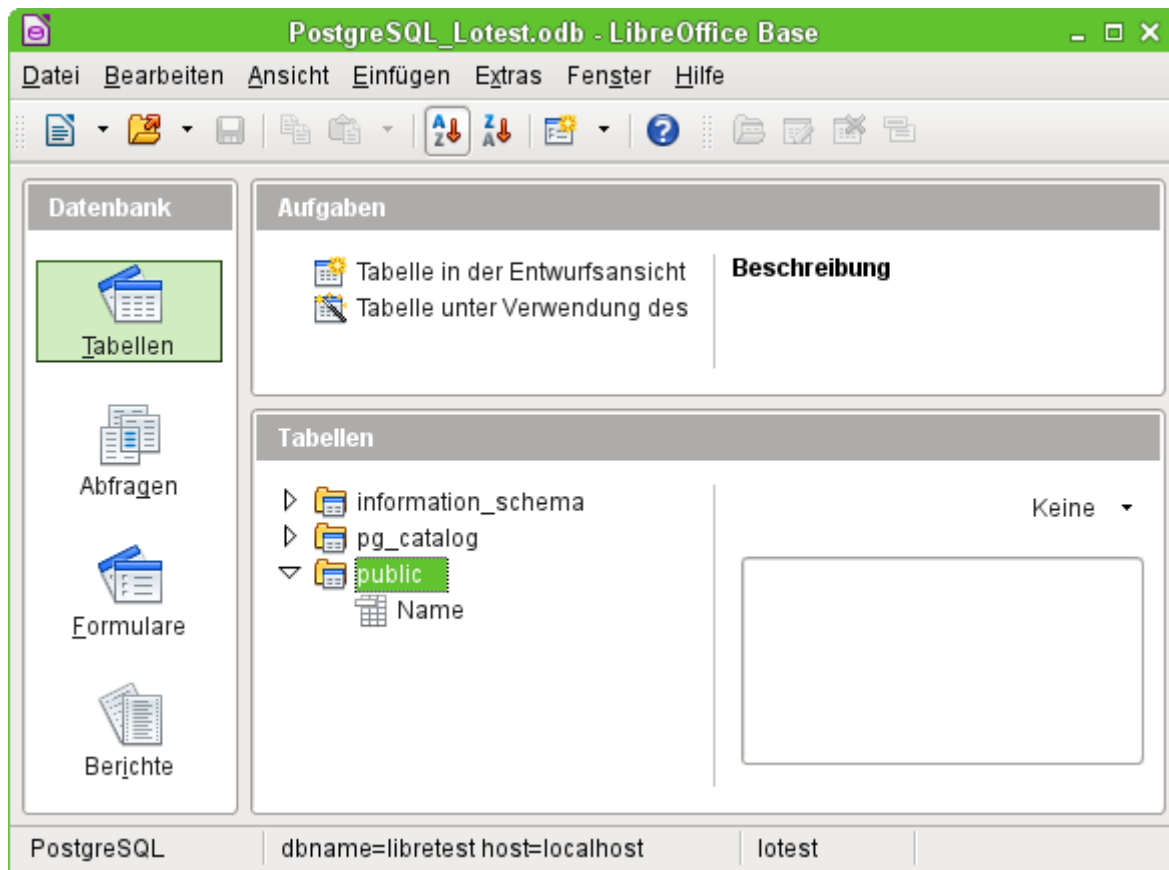 PostgreSQL_Lotest.odb - LibreOffice Base
Datei Bearbeiten Ansicht Einfügen Extras Fenster Hilfe
Datenbank
Tabellen
Abfragen
Formulare
Berichte
Aufgaben
Tabelle in der Entwurfsansicht
Tabelle unter Verwendung des
Beschreibung
Tabellen
information_schema
pg_catalog
public
Name
Keine
PostgreSQL dbname=libretest host=localhost lotest